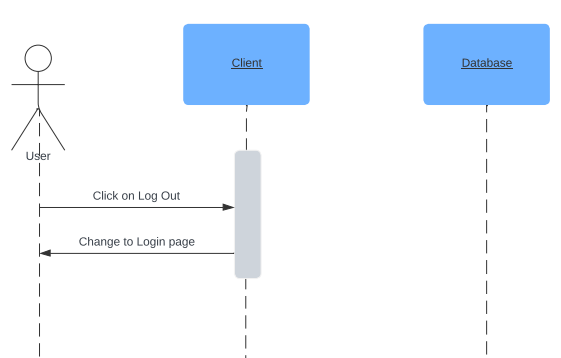 Client
Database
User
Click on Log Out
Change to Login page